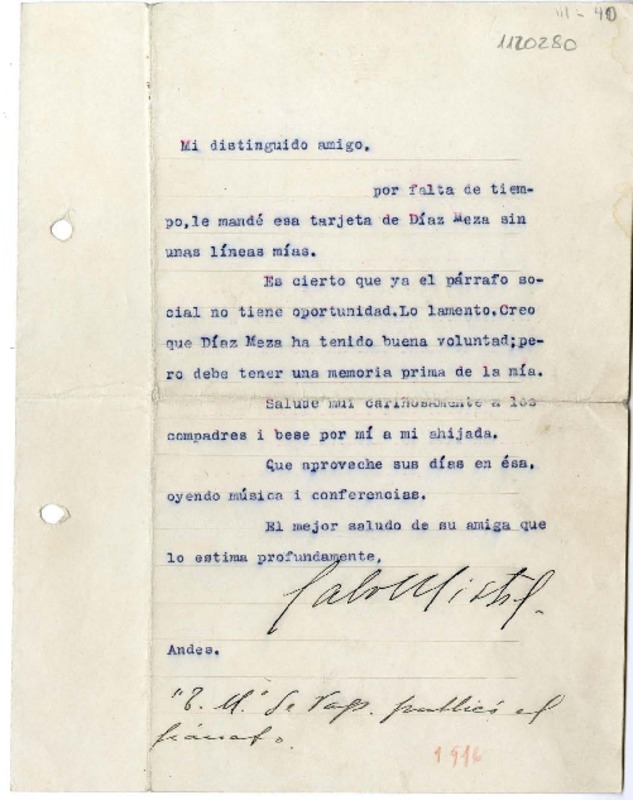 III - 40
1120280
Mi distinguido amigo.
por falta de tiem-
po,le mandé esa tarjeta de Díaz Meza sin
unas líneas mías.
Es cierto que ya el párrafo so-
cial no tiene oportunidad.Lo lamento.Creo
que Díaz Meza ha tenido buena voluntad;pe-
ro debe tener una memoria prima de la mía.
Salude mui cariñosamente a los
compadres i bese por mí a mi ahijada.
Que aproveche sus días en ésa,
oyendo música i conferencias.
El mejor saludo de su amiga que
lo estima profundamente,
Gab Mistral.
Andes.
de publicó el
párrafo.
1916